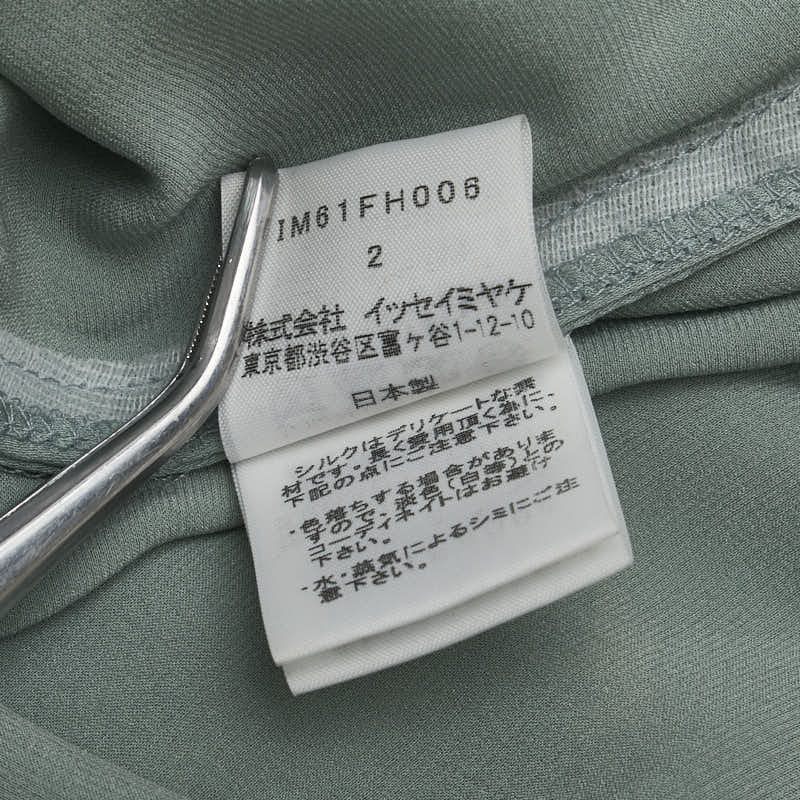 IM61FH006
2
株式会社 イッセイミヤケ
東京都渋谷区富ヶ谷1-12-10
日本製
シルクはデリケートな素
材です・長く愛用頂く為に、
下記の点にご注意下さい。
・色落ちする場合がありま
すので、淡色(白等)との
コーディネイトはお避け
下さい。
・水・蒸気によるシミにご注
意下さい。